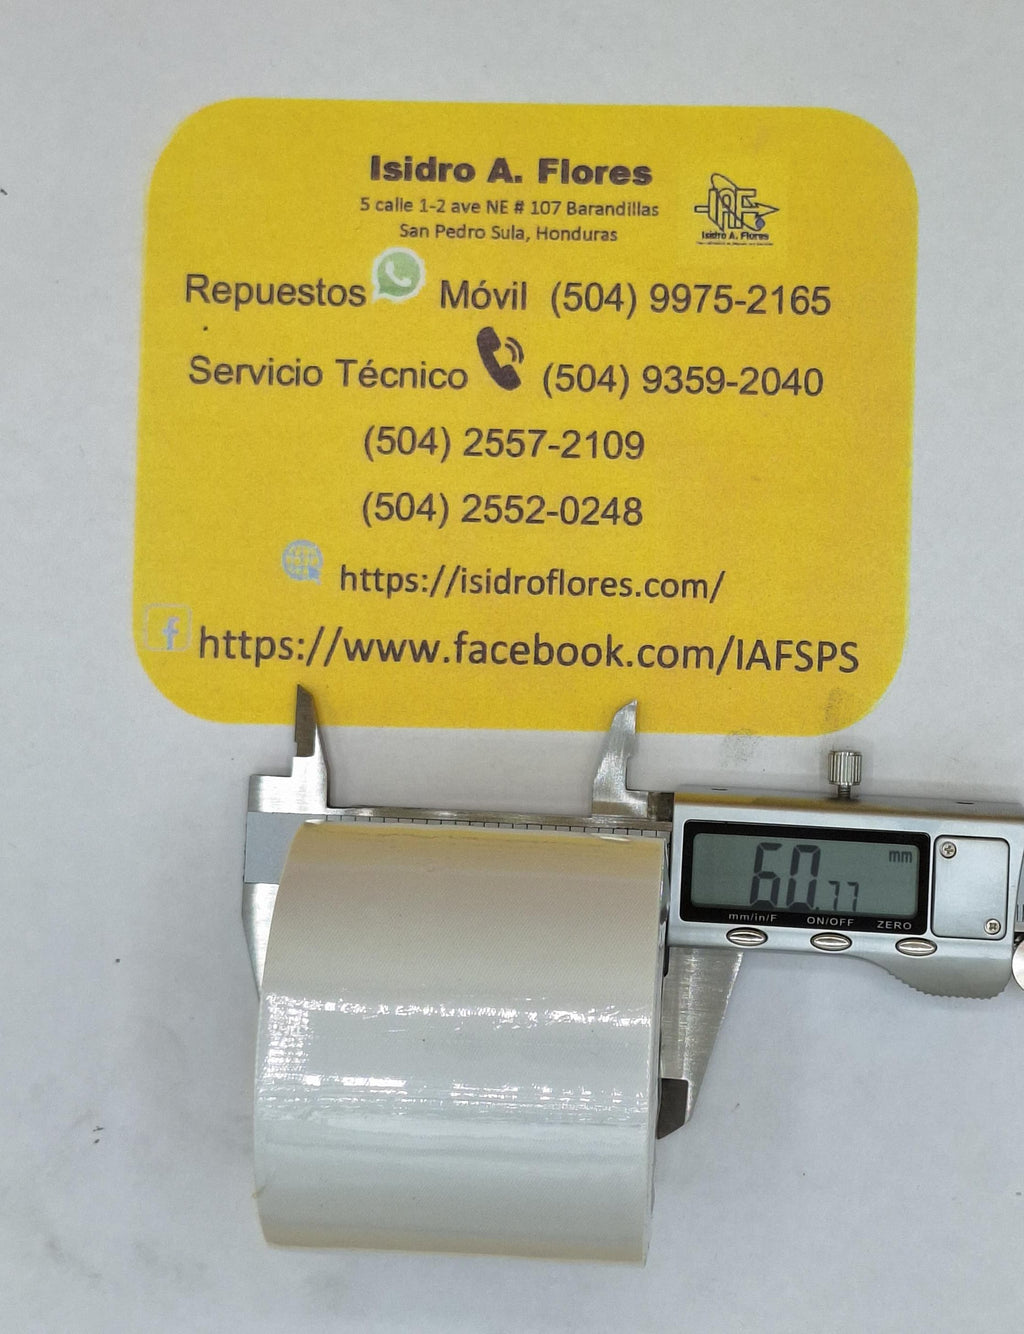 Isidro A. Flores
5 calle 1-2 ave NE # 107 Barandillas
San Pedro Sula, Honduras
IAF
Isidro A. Flores
Repuestos Móvil (504) 9975-2165
Servicio Técnico (504) 9359-2040
(504) 2557-2109
(504) 2552-0248
https://isidroflores.com/
f https://www.facebook.com/IAFSPS
60.77 mm
mm/in/F ON/OFF ZERO